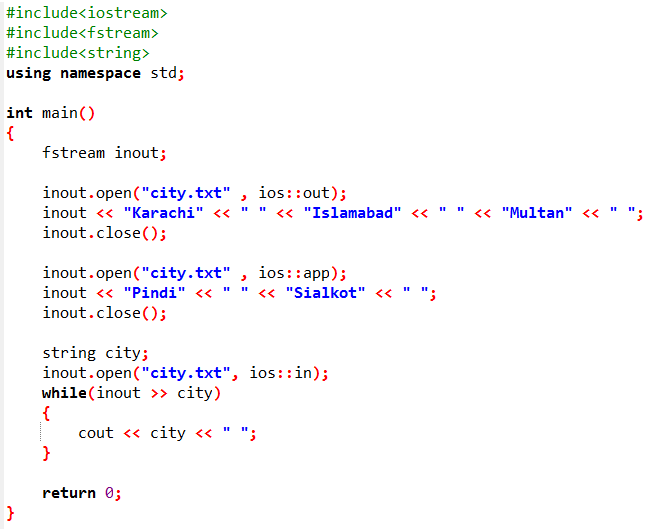 #include<iostream>
#include<fstream>
#include<string>
using namespace std;

int main()
{
    fstream inout;

    inout.open("city.txt" , ios::out);
    inout << "Karachi" << " " << "Islamabad" << " " << "Multan" << " ";
    inout.close();

    inout.open("city.txt" , ios::app);
    inout << "Pindi" << " " << "Sialkot" << " ";
    inout.close();

    string city;
    inout.open("city.txt", ios::in);
    while(inout >> city)
    {
        cout << city << " ";
    }

    return 0;
}